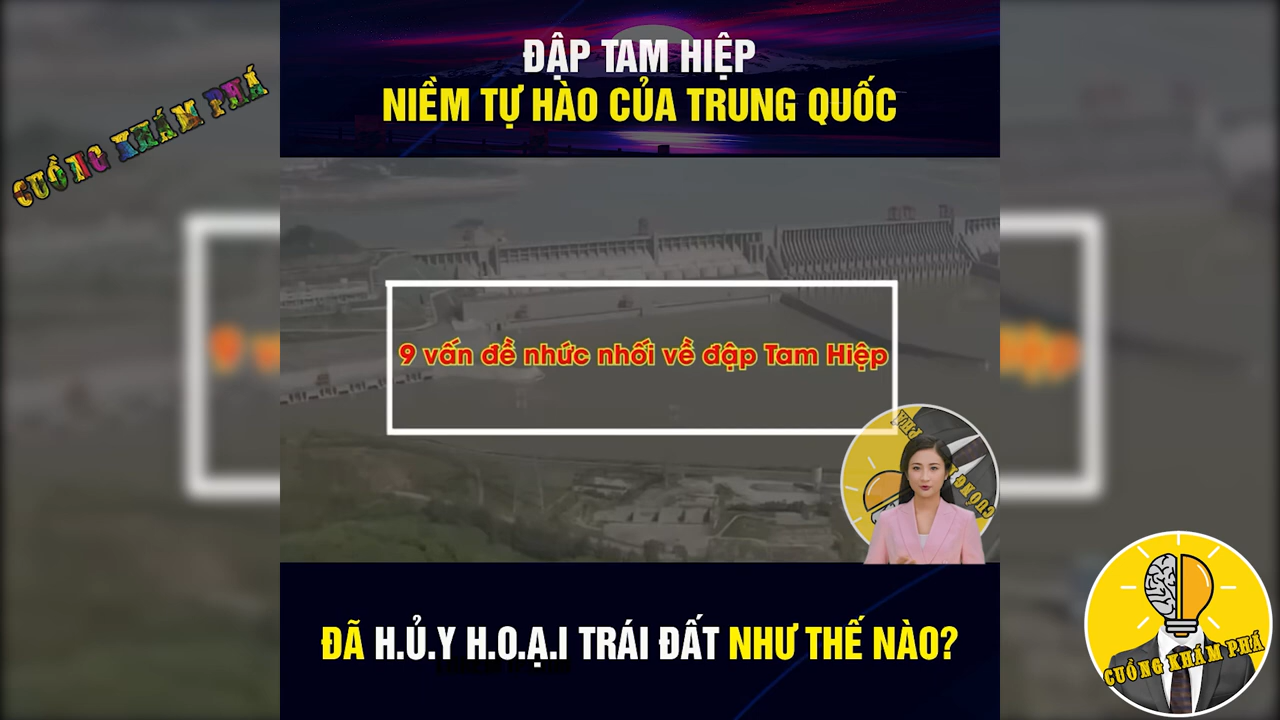 ĐẬP TAM HIỆP
NIỀM TỰ HÀO CỦA TRUNG QUỐC
CUỒNG KHÁM PHÁ
9 vấn đề nhức nhối về đập Tam Hiệp
ĐÃ H.Ủ.Y H.O.Ạ.I TRÁI ĐẤT NHƯ THẾ NÀO?
CUỒNG KHÁM PHÁ